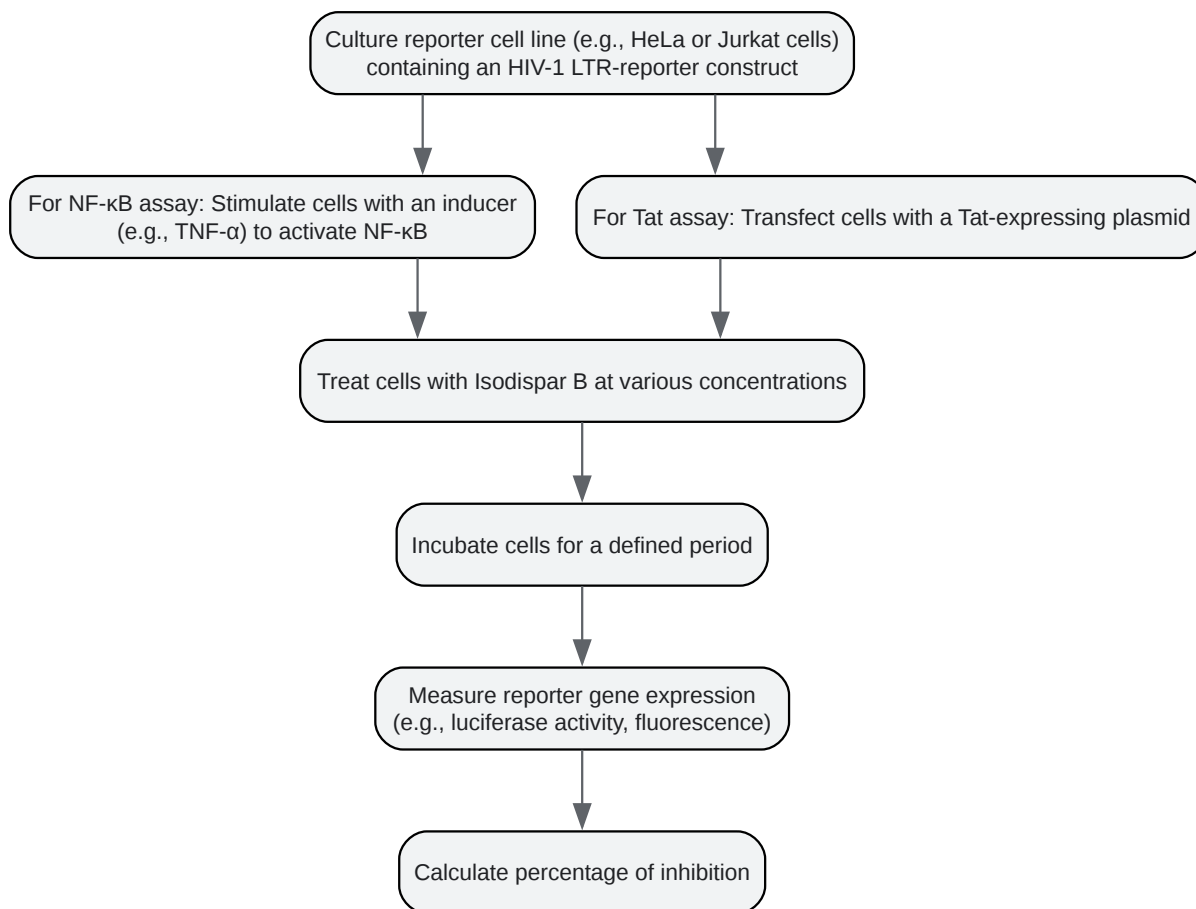 Culture reporter cell line (e.g., HeLa or Jurkat cells)
containing an HIV-1 LTR-reporter construct
For NF-κB assay: Stimulate cells with an inducer
(e.g., TNF-α) to activate NF-κB
For Tat assay: Transfect cells with a Tat-expressing plasmid
Treat cells with Isodispar B at various concentrations
Incubate cells for a defined period
Measure reporter gene expression
(e.g., luciferase activity, fluorescence)
Calculate percentage of inhibition